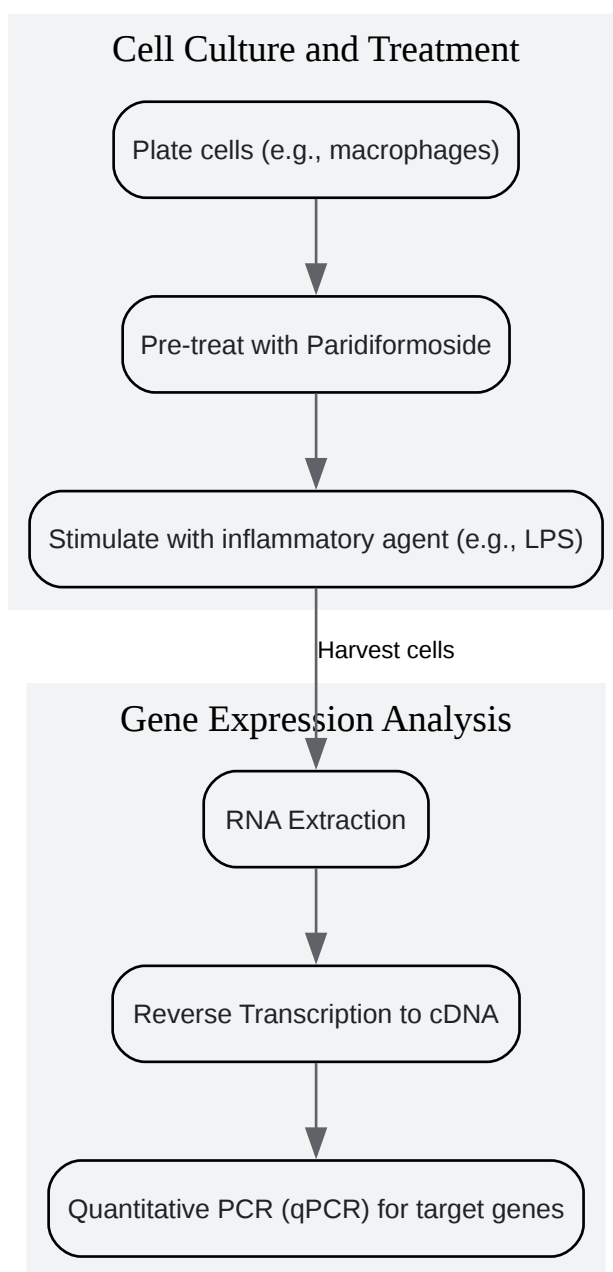 Cell Culture and Treatment
Plate cells (e.g., macrophages)
Pre-treat with Paridiformoside
Stimulate with inflammatory agent (e.g., LPS)
Harvest cells
Gene Expression Analysis
RNA Extraction
Reverse Transcription to cDNA
Quantitative PCR (qPCR) for target genes